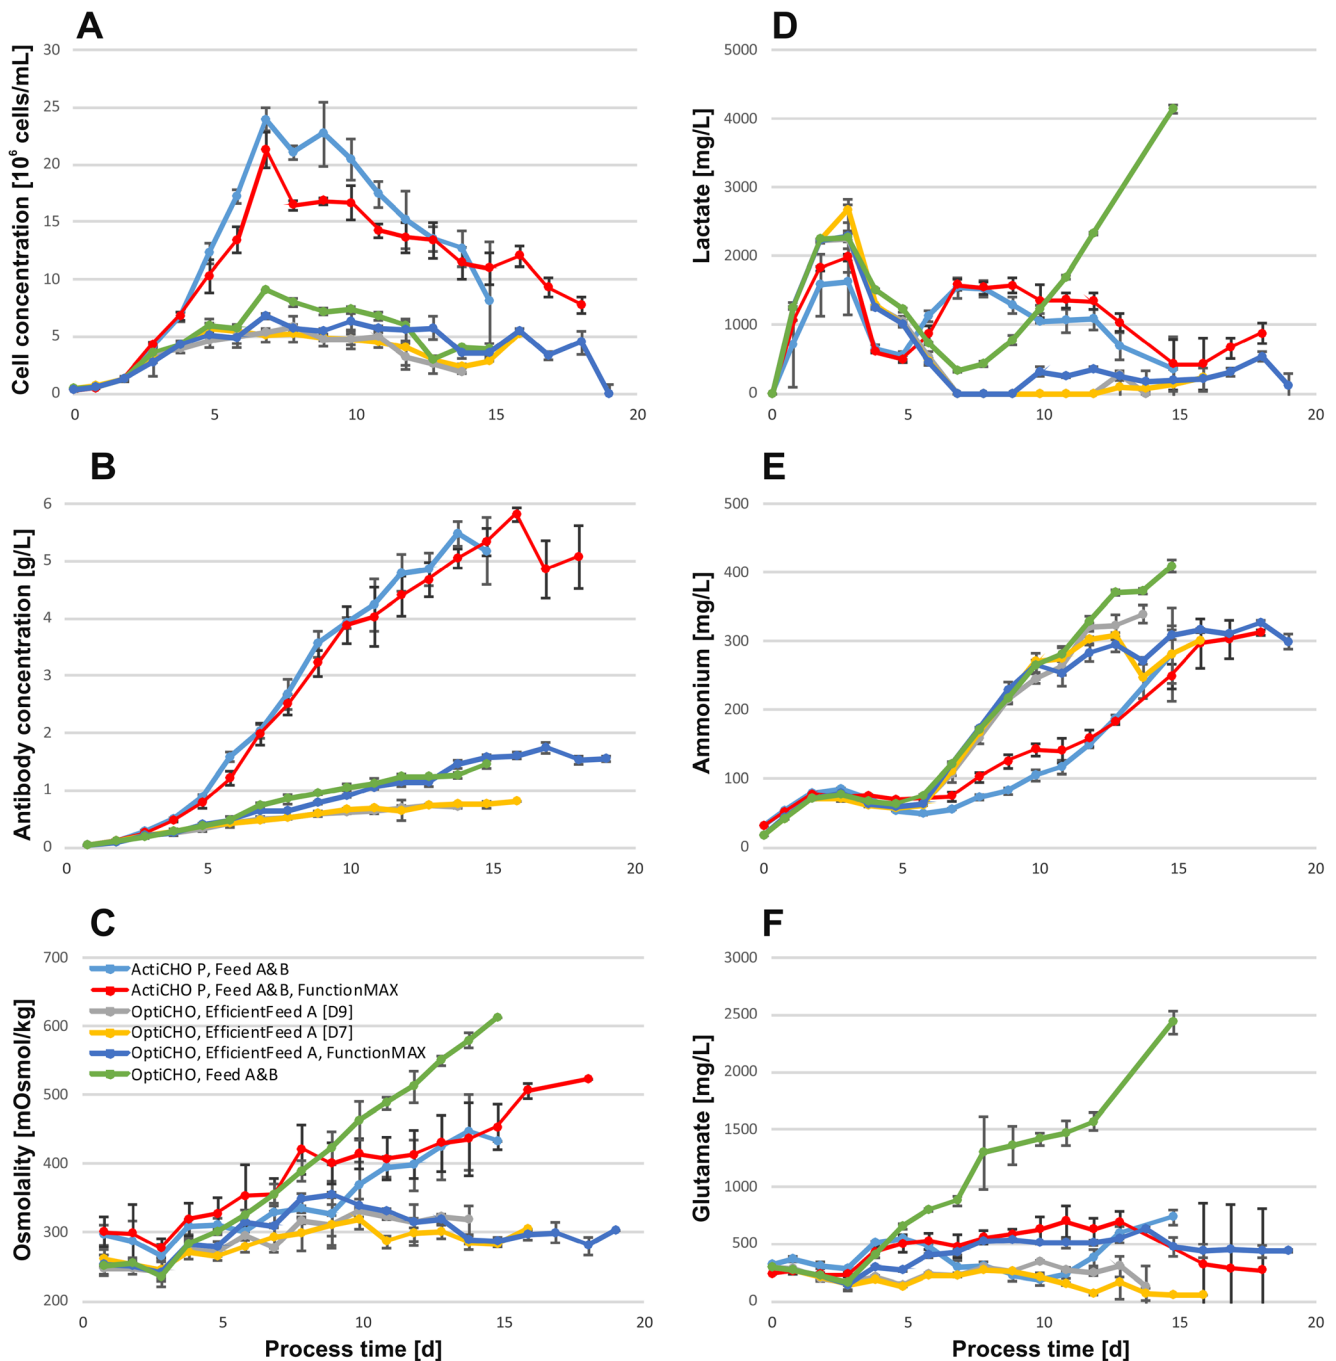 A
Cell concentration [10⁶ cells/mL]
30
25
20
15
10
5
0
0 5 10 15 20
D
Lactate [mg/L]
5000
4000
3000
2000
1000
0
0 5 10 15 20
B
Antibody concentration [g/L]
6
5
4
3
2
1
0
0 5 10 15 20
E
Ammonium [mg/L]
500
400
300
200
100
0
0 5 10 15 20
C
Osmolality [mOsmol/kg]
700
600
500
400
300
200
ActiCHO P, Feed A&B
ActiCHO P, Feed A&B, FunctionMAX
OptiCHO, EfficientFeed A [D9]
OptiCHO, EfficientFeed A [D7]
OptiCHO, EfficientFeed A, FunctionMAX
OptiCHO, Feed A&B
0 5 10 15 20
Process time [d]
F
Glutamate [mg/L]
3000
2500
2000
1500
1000
500
0
0 5 10 15 20
Process time [d]